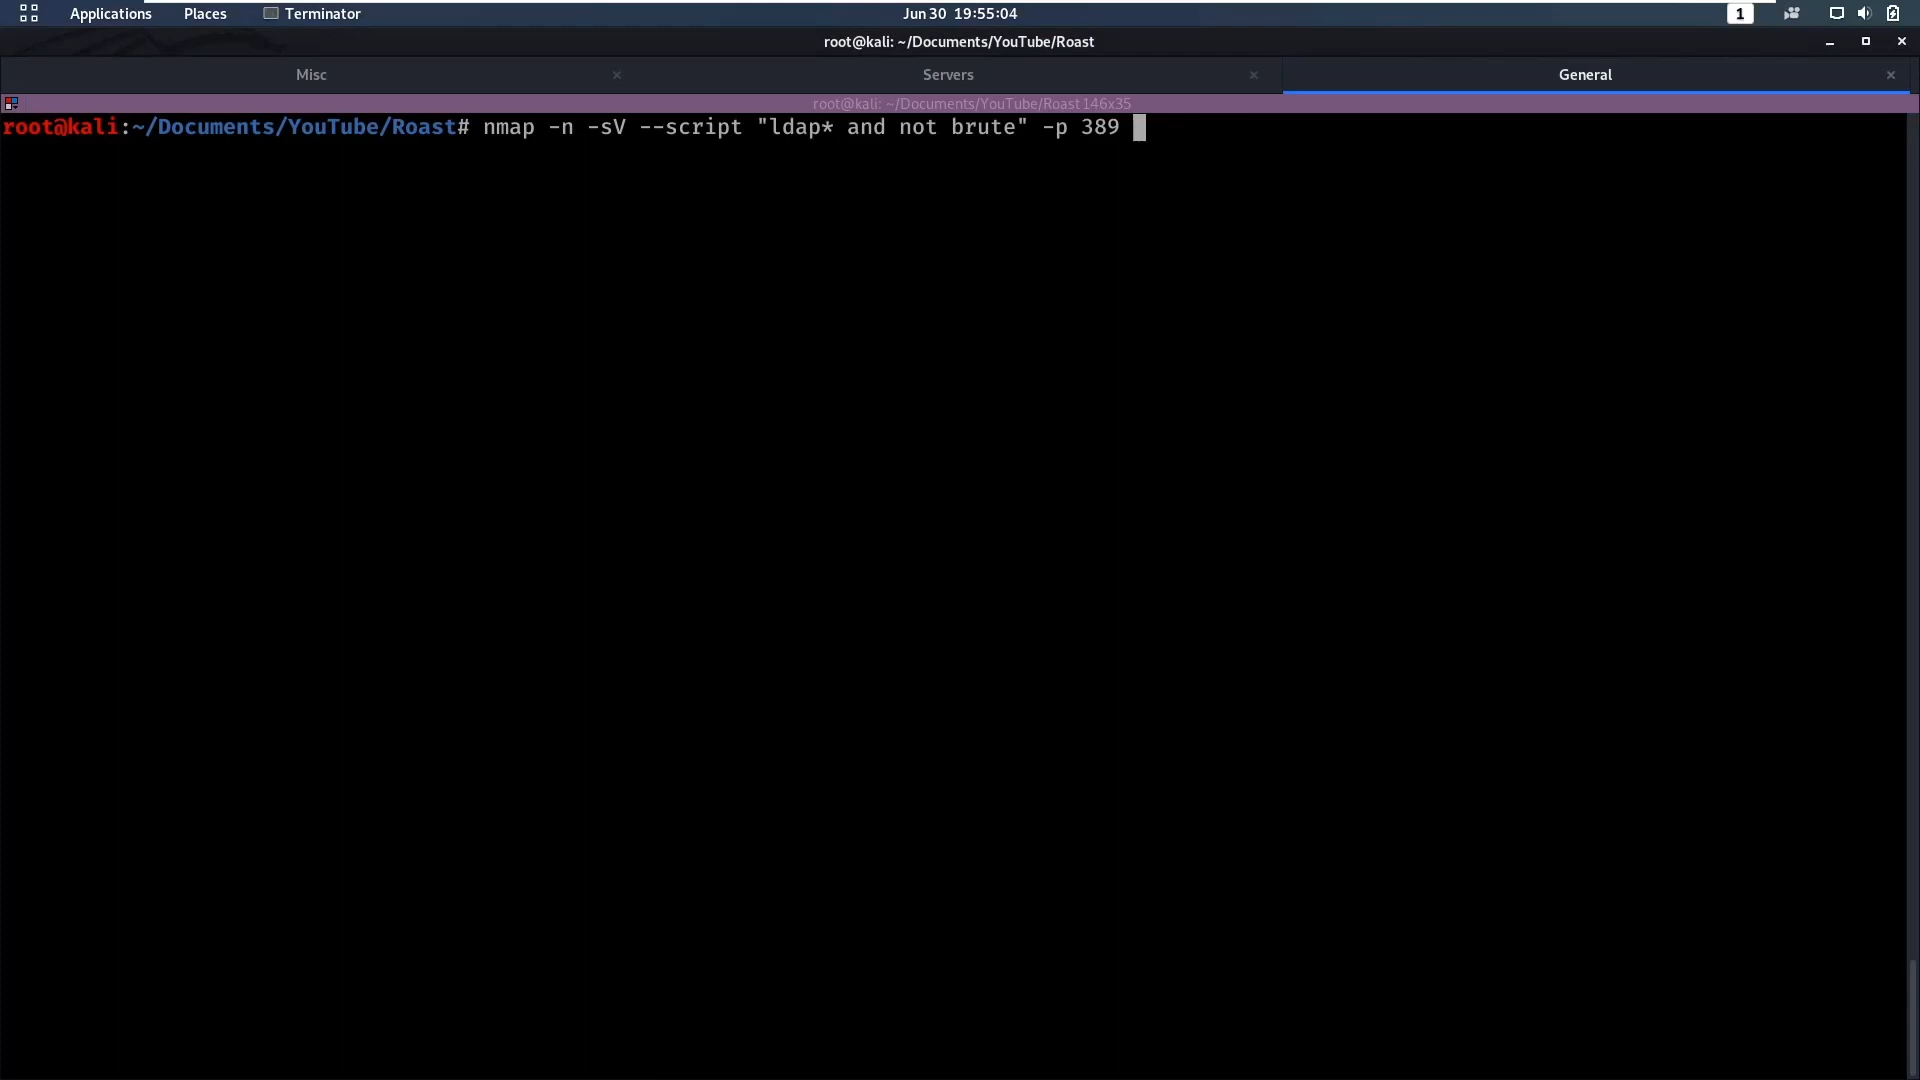 Applications Places Terminator Jun 30 19:55:04 1
root@kali: ~/Documents/YouTube/Roast
Misc × Servers × General ×
root@kali: ~/Documents/YouTube/Roast 146x35
root@kali:~/Documents/YouTube/Roast# nmap -n -sV --script "ldap* and not brute" -p 389